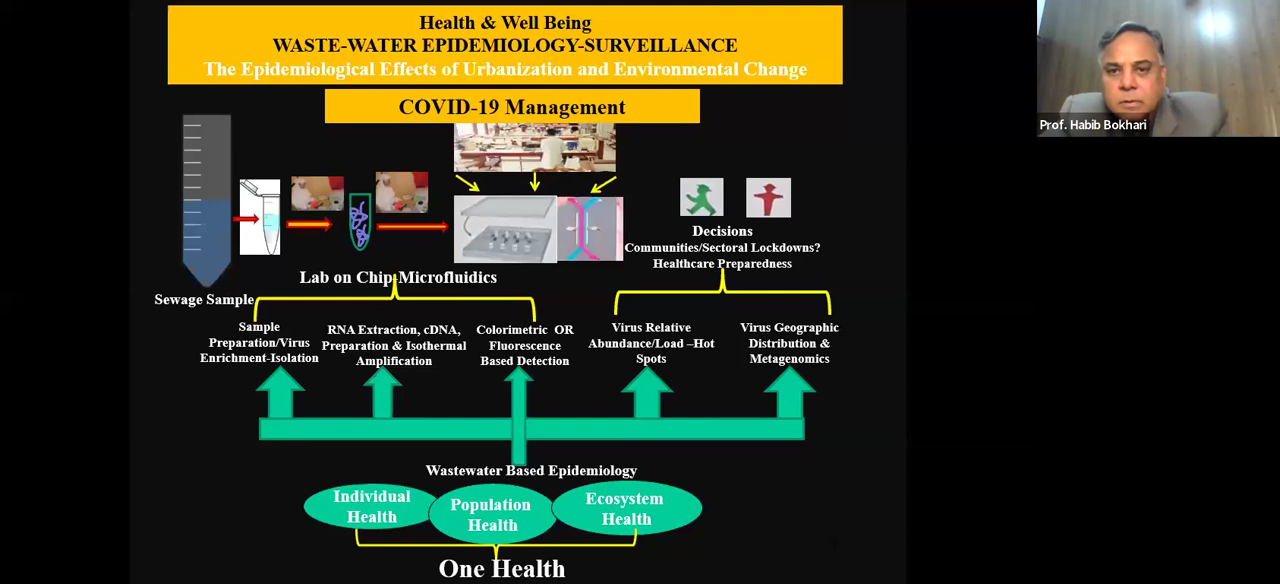 Health & Well Being
WASTE-WATER EPIDEMIOLOGY-SURVEILLANCE
The Epidemiological Effects of Urbanization and Environmental Change
COVID-19 Management
Prof. Habib Bokhari
Decisions
Communities/Sectoral Lockdowns?
Healthcare Preparedness
Lab on Chip-Microfluidics
Sewage Sample
Sample
Preparation/Virus
Enrichment-Isolation
RNA Extraction, cDNA,
Preparation & Isothermal
Amplification
Colorimetric OR
Fluorescence
Based Detection
Virus Relative
Abundance/Load –Hot
Spots
Virus Geographic
Distribution &
Metagenomics
Wastewater Based Epidemiology
Individual
Health
Population
Health
Ecosystem
Health
One Health